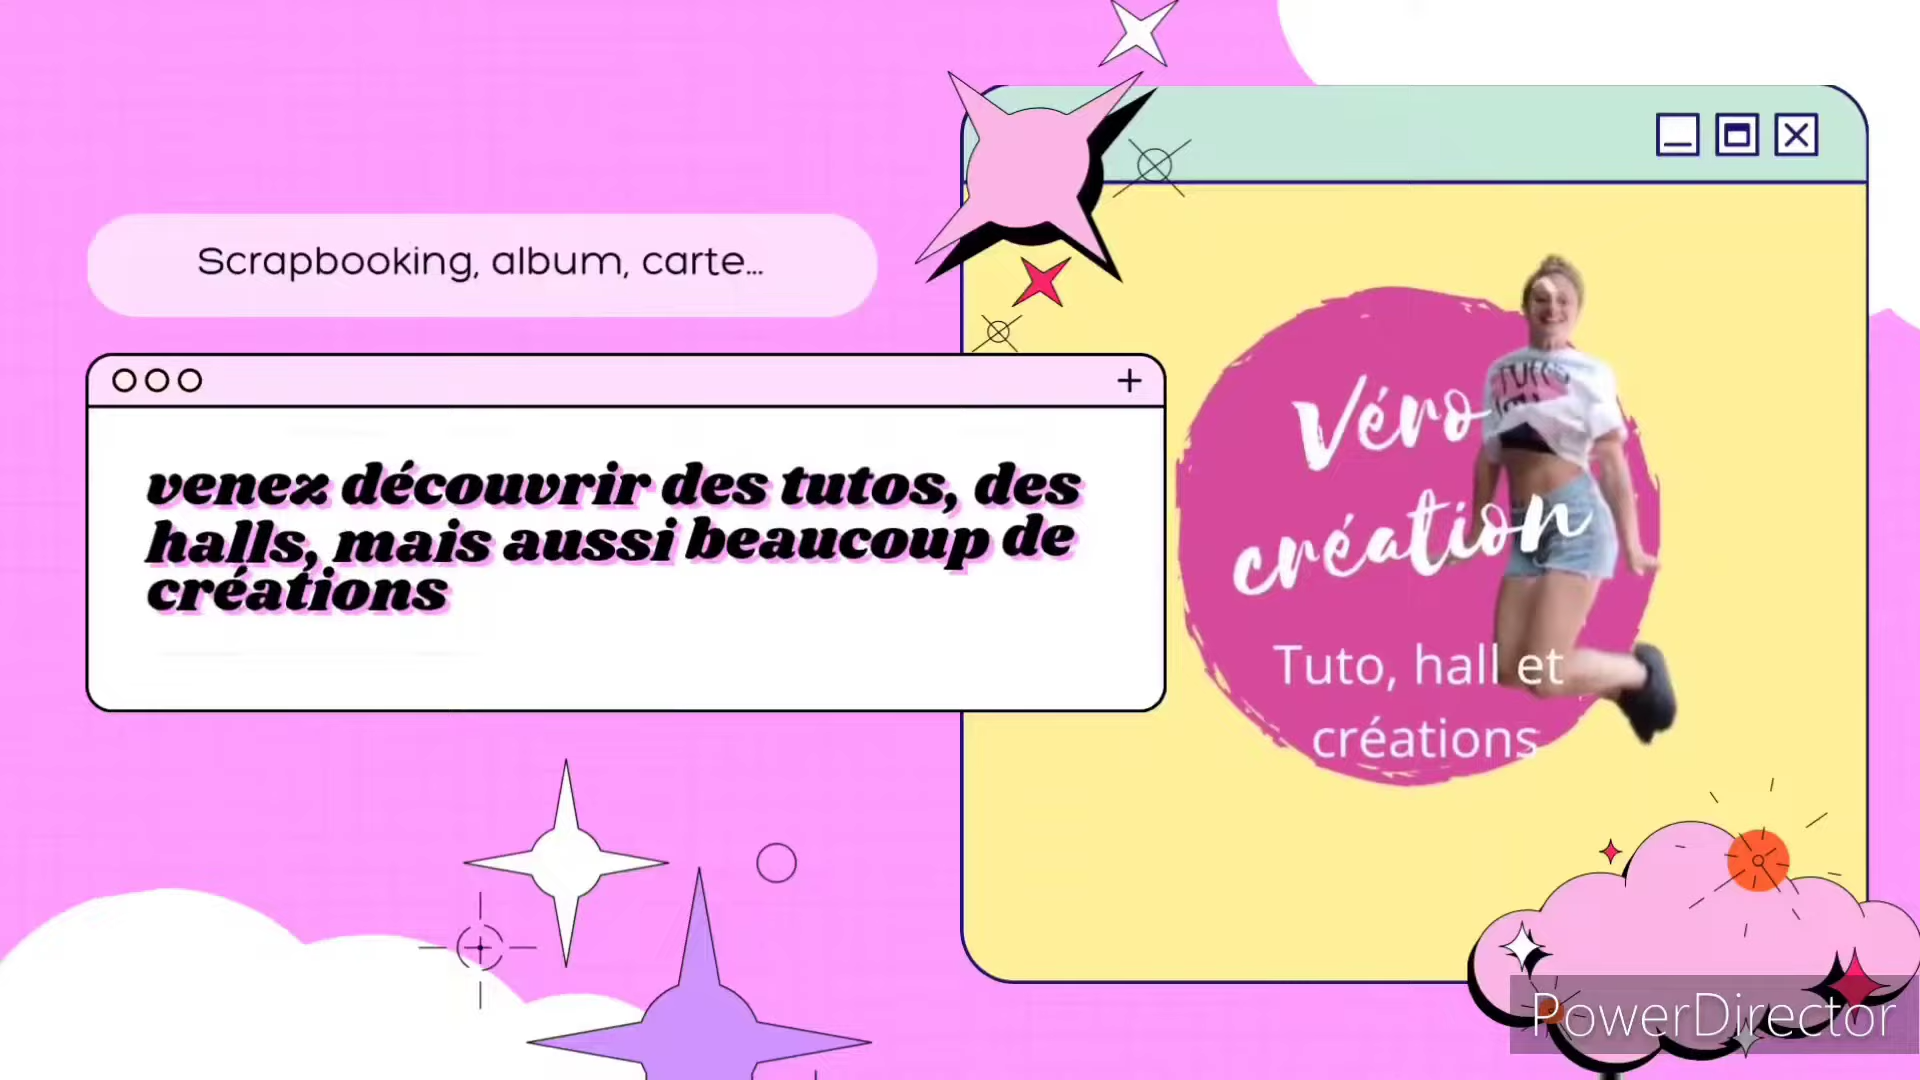 Scrapbooking, album, carte...
venez découvrir des tutos, des
halls, mais aussi beaucoup de
créations
Véro
création
Tuto, hall et
créations
PowerDirector